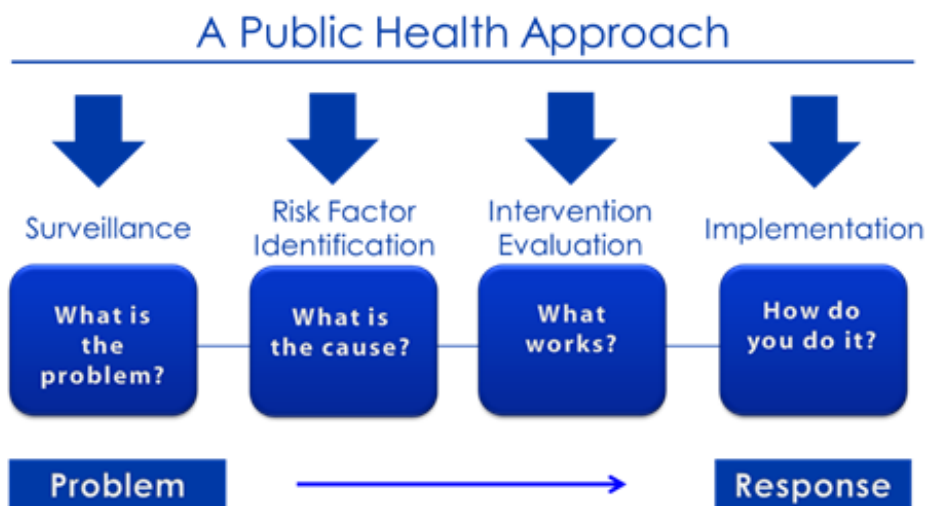 A Public Health Approach
Surveillance
Risk Factor
Identification
Intervention
Evaluation
Implementation
What is
the
problem?
What is
the cause?
What
works?
How do
you do it?
Problem
Response